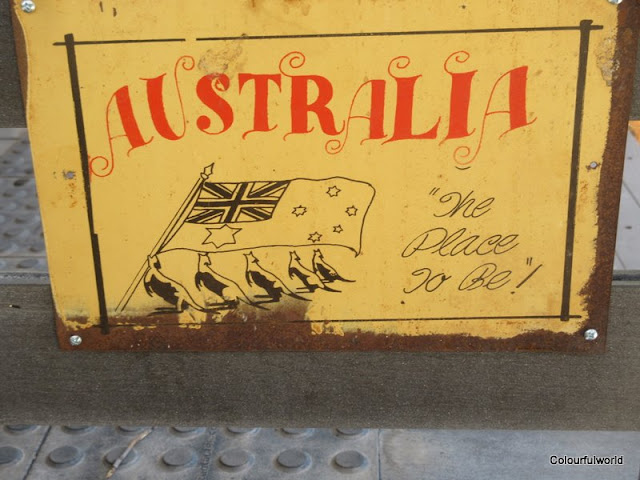 AUSTRALIA
"The
Place
To Be"!
Colourfulworld